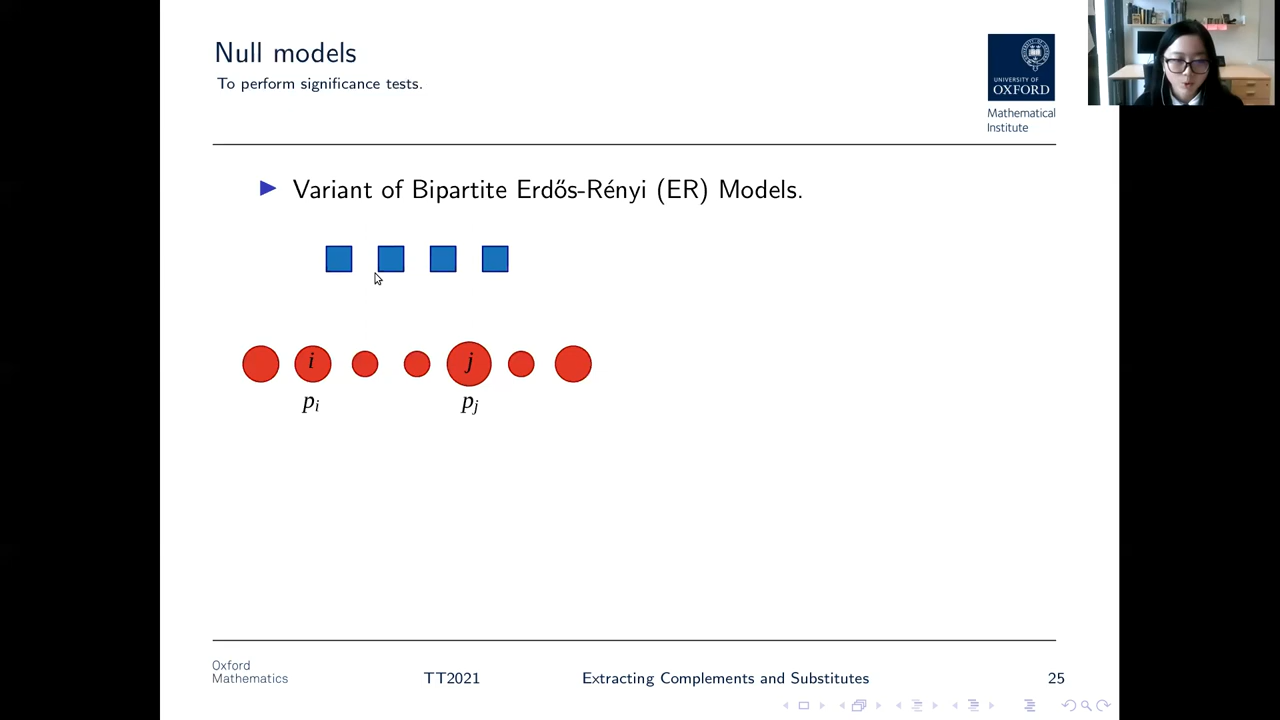 Null models
To perform significance tests.
UNIVERSITY OF
OXFORD
Mathematical
Institute
Variant of Bipartite Erdős-Rényi (ER) Models.
i
j
pᵢ
pⱼ
Oxford
Mathematics
TT2021
Extracting Complements and Substitutes
25